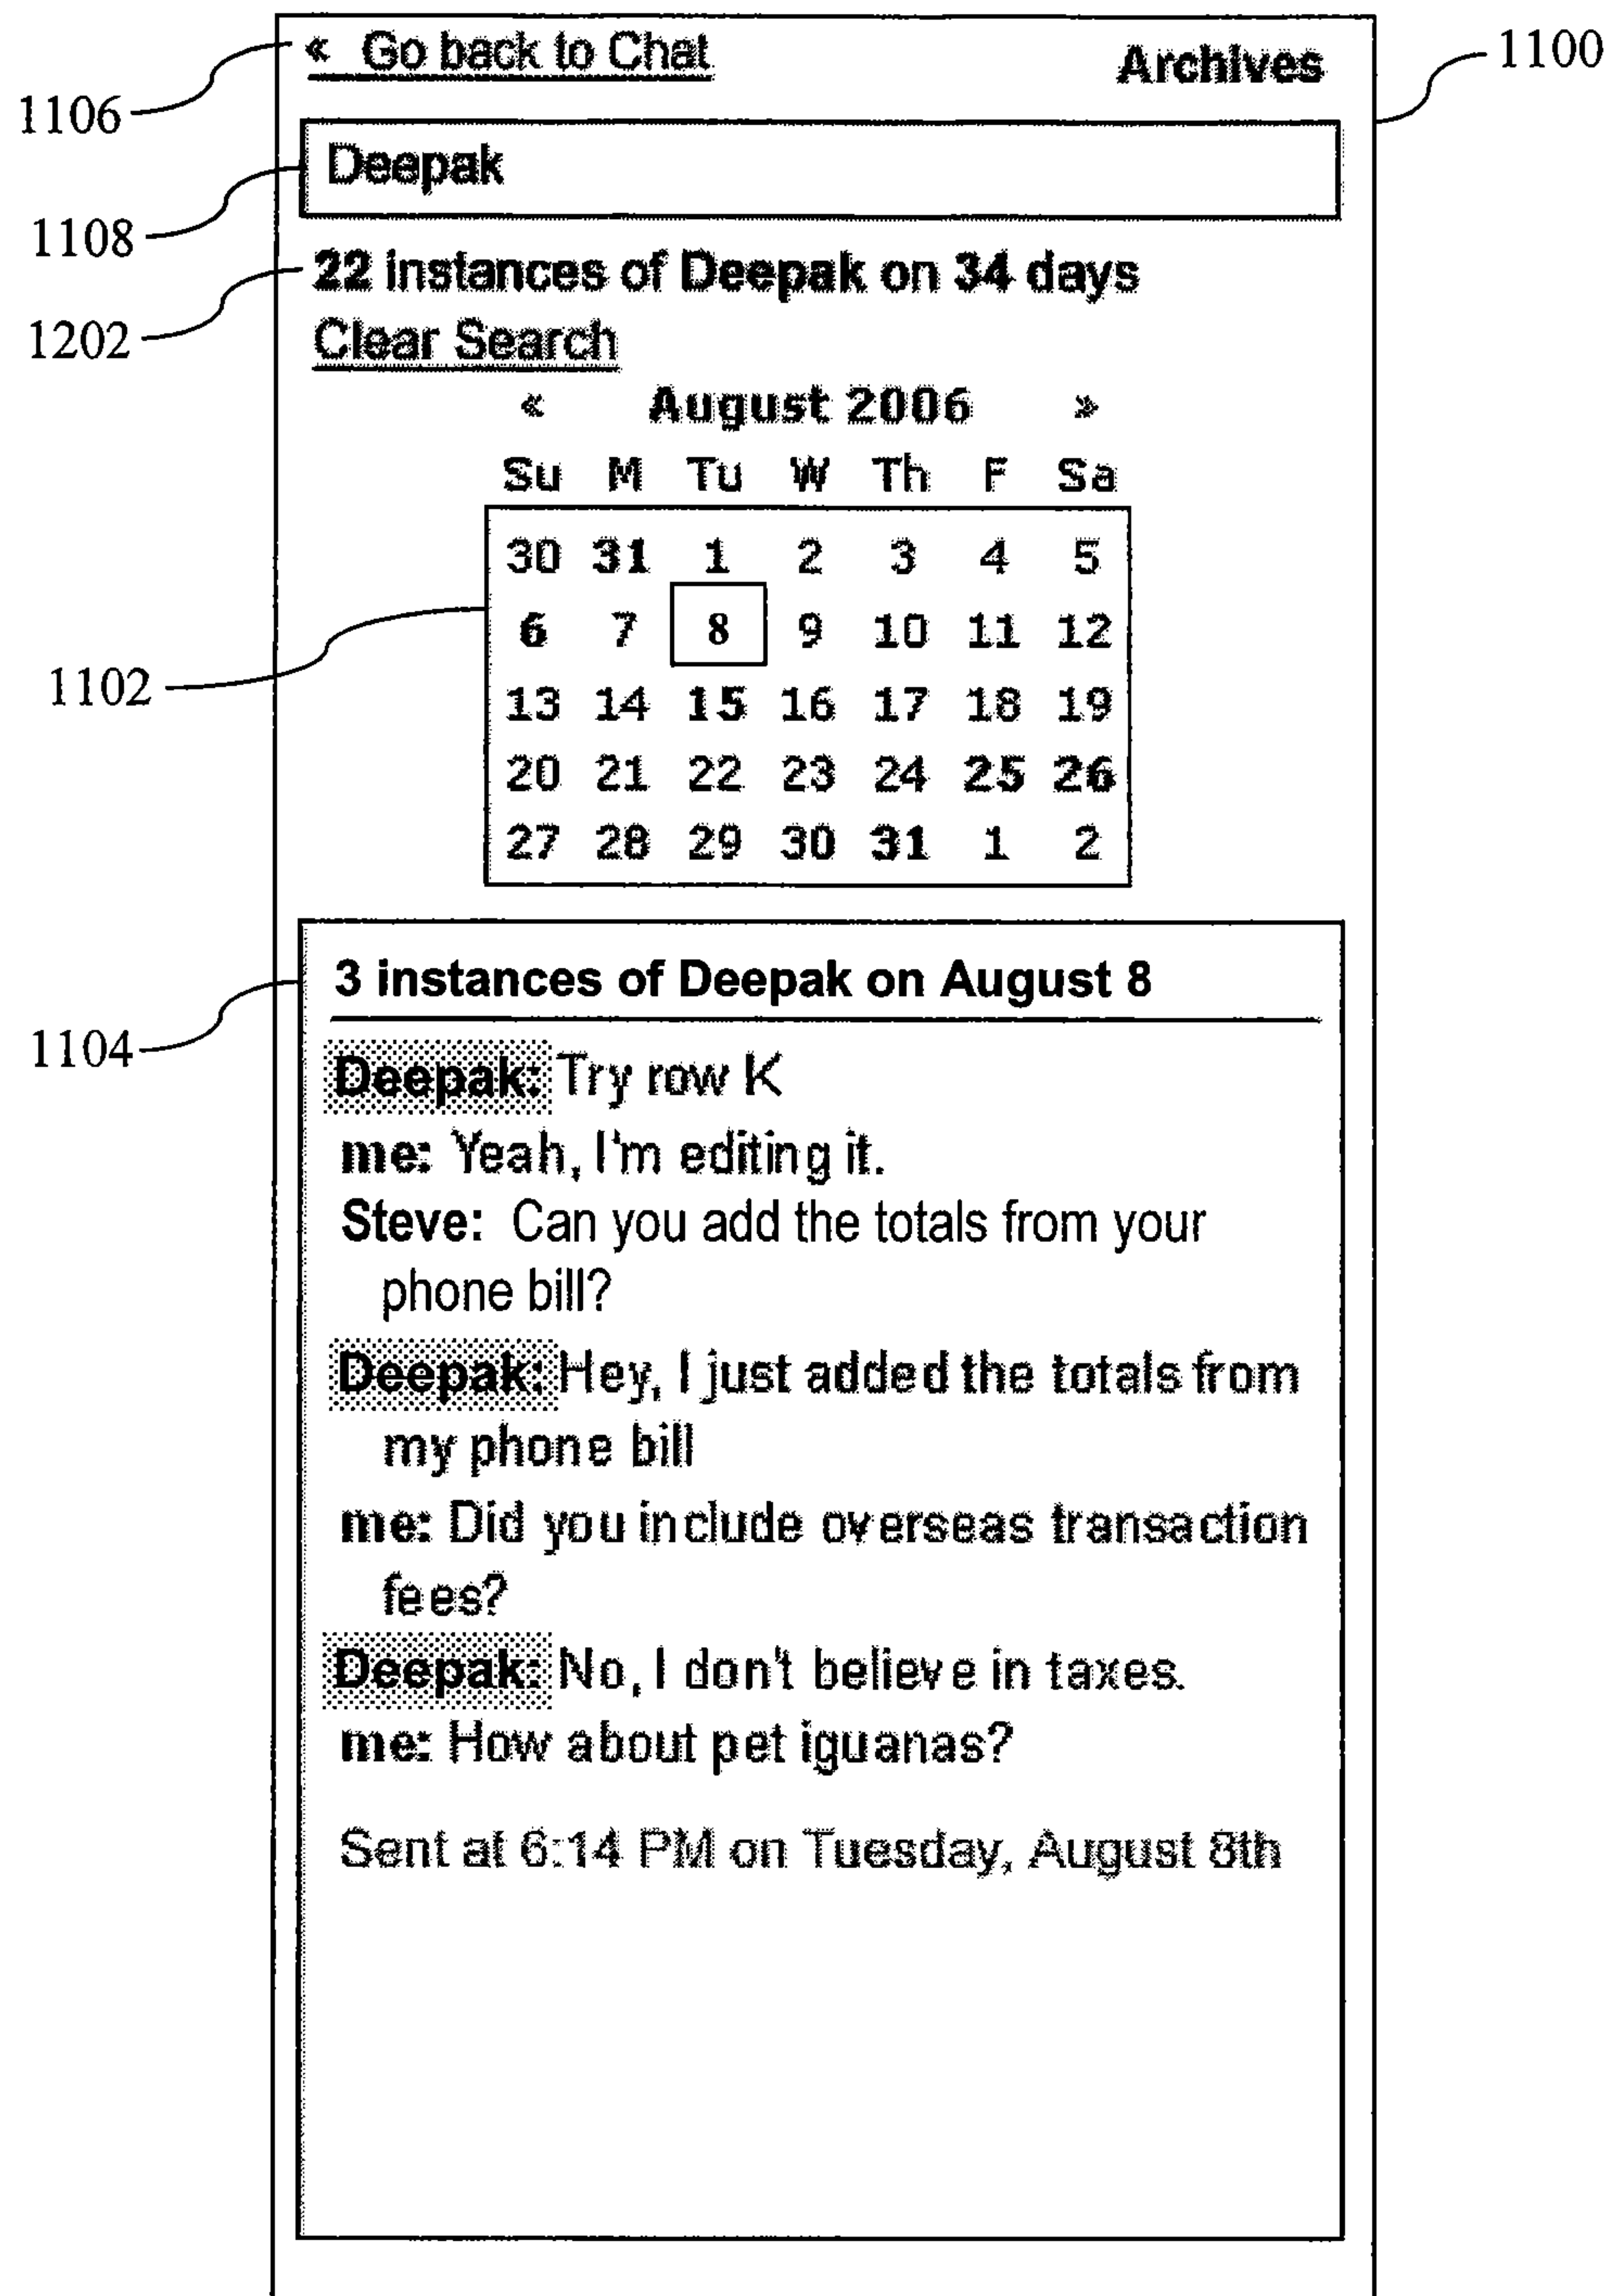 « Go back to Chat Archives 1100
1106
Deepak
1108
22 instances of Deepak on 34 days
1202
Clear Search
« August 2006 »
Su M Tu W Th F Sa
30 31 1 2 3 4 5
6 7 8 9 10 11 12
1102
13 14 15 16 17 18 19
20 21 22 23 24 25 26
27 28 29 30 31 1 2
3 instances of Deepak on August 8
1104
Deepak: Try row K
me: Yeah, I'm editing it.
Steve: Can you add the totals from your
phone bill?
Deepak: Hey, I just added the totals from
my phone bill
me: Did you include overseas transaction
fees?
Deepak: No, I don't believe in taxes.
me: How about pet iguanas?
Sent at 6:14 PM on Tuesday, August 8th